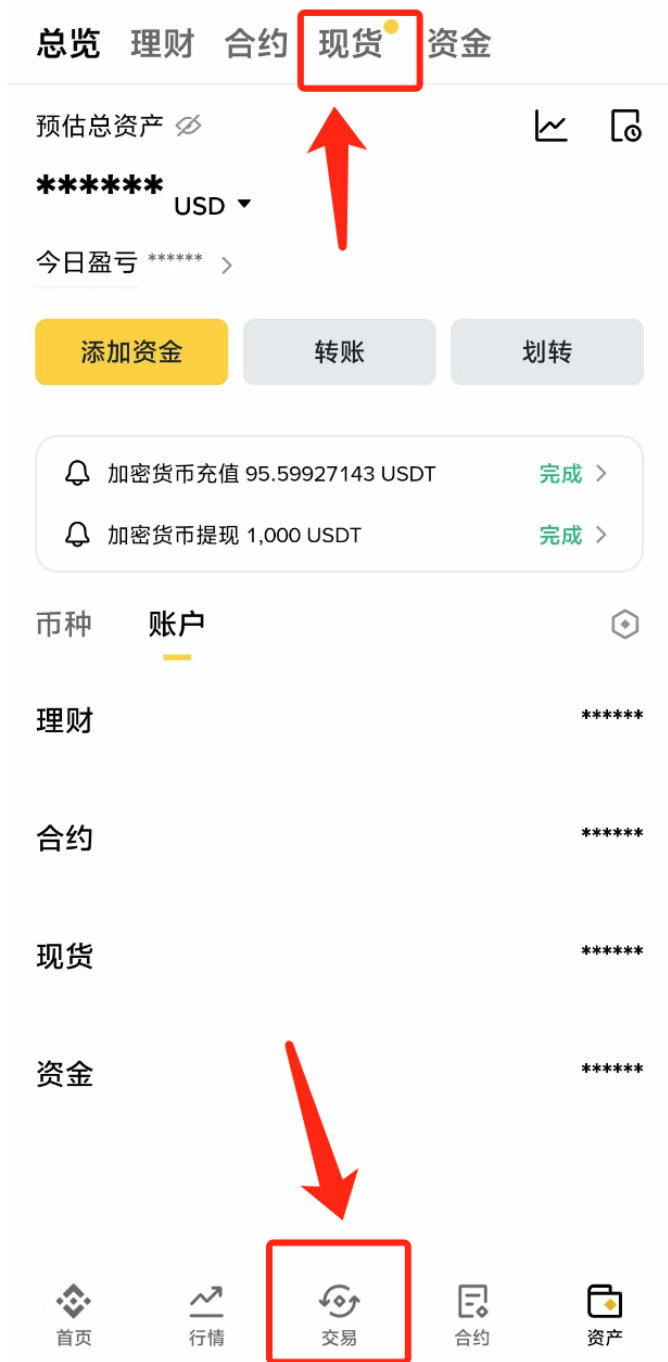 总览 理财 合约 现货 资金
预估总资产
****** USD
今日盈亏 ******
添加资金 转账 划转
加密货币充值 95.59927143 USDT 完成
加密货币提现 1,000 USDT 完成
币种 账户
理财 ******
合约 ******
现货 ******
资金 ******
首页 行情 交易 合约 资产